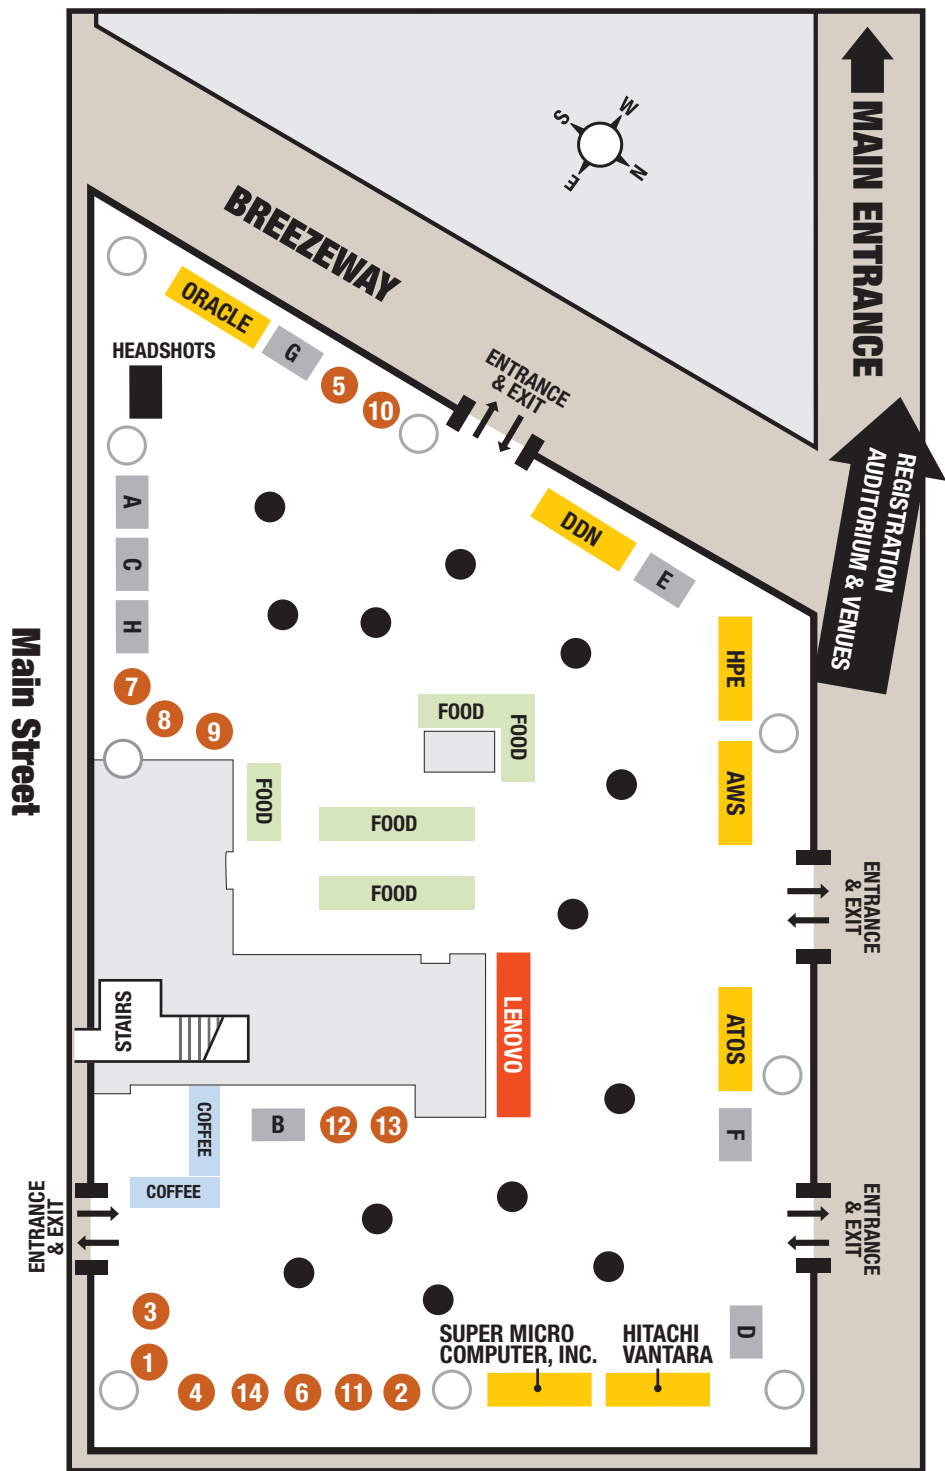 MAIN ENTRANCE
W
S
N
E
BREEZEWAY
ORACLE
G
HEADSHOTS
5
10
ENTRANCE
& EXIT
REGISTRATION
AUDITORIUM & VENUES
A
C
H
DDN
E
HPE
7
8
9
Main Street
FOOD
FOOD
FOOD
FOOD
FOOD
AWS
ENTRANCE
& EXIT
STAIRS
LENOVO
ATOS
F
COFFEE
COFFEE
B
12
13
ENTRANCE
& EXIT
ENTRANCE
& EXIT
3
1
4
14
6
11
2
SUPER MICRO
COMPUTER, INC.
HITACHI
VANTARA
D